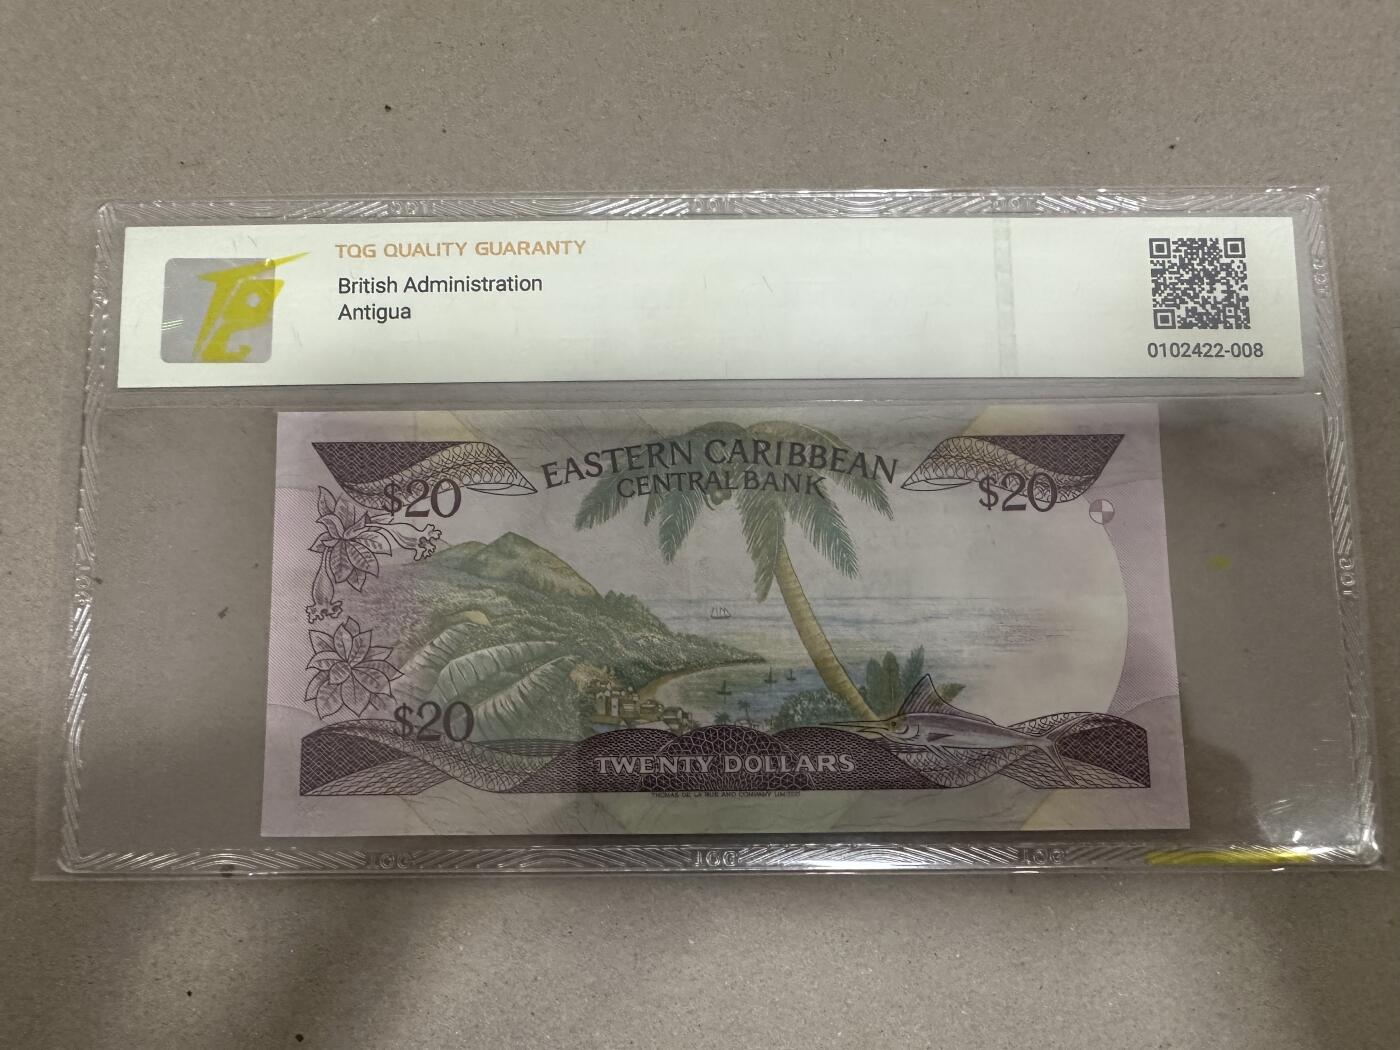 TQG QUALITY GUARANTY
British Administration
Antigua
0102422-008
EASTERN CARIBBEAN
CENTRAL BANK
$20
$20
$20
TWENTY DOLLARS
THOMAS DE LA RUE AND COMPANY LIMITED